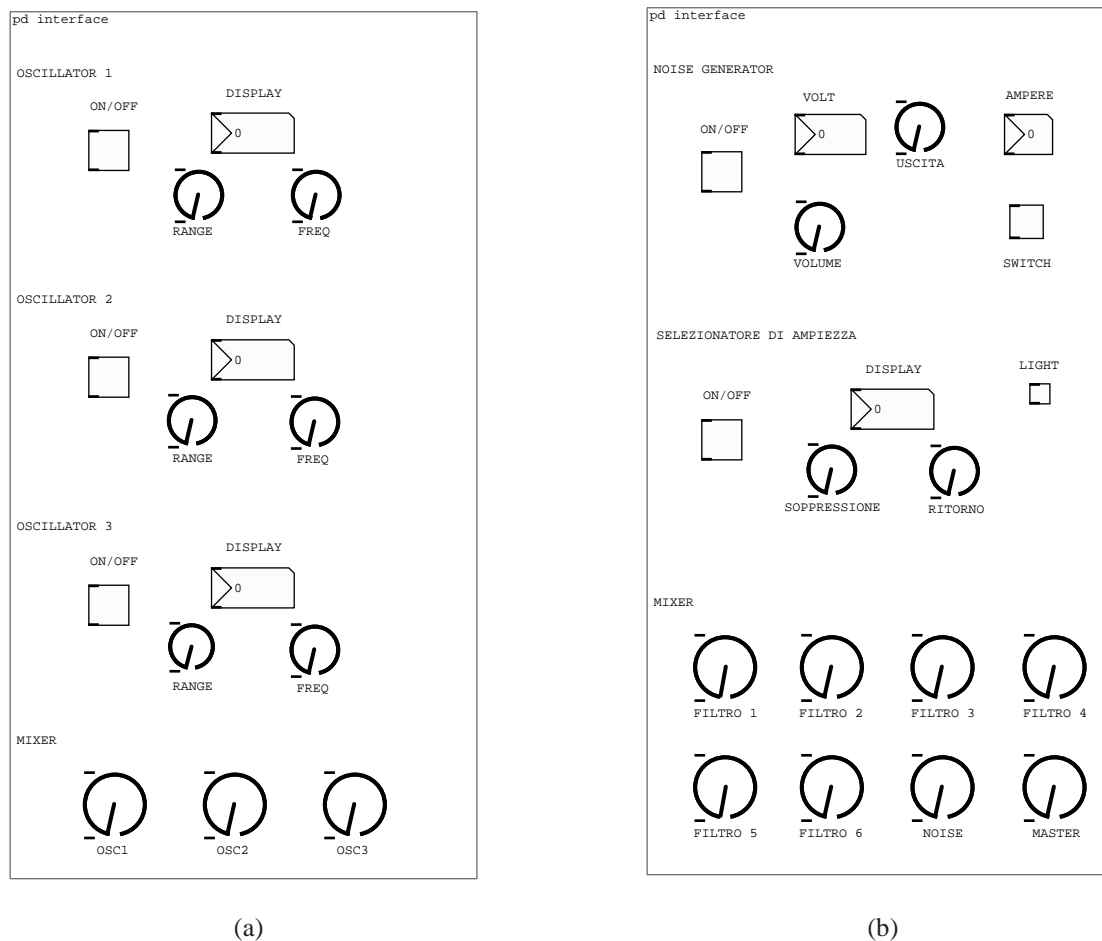 pd interface
OSCILLATOR 1
ON/OFF
DISPLAY
0
RANGE
FREQ
OSCILLATOR 2
ON/OFF
DISPLAY
0
RANGE
FREQ
OSCILLATOR 3
ON/OFF
DISPLAY
0
RANGE
FREQ
MIXER
OSC1
OSC2
OSC3
(a)
pd interface
NOISE GENERATOR
ON/OFF
VOLT
0
USCITA
AMPERE
0
VOLUME
SWITCH
SELEZIONATORE DI AMPIEZZA
ON/OFF
DISPLAY
0
LIGHT
SOPPRESSIONE
RITORNO
MIXER
FILTRO 1
FILTRO 2
FILTRO 3
FILTRO 4
FILTRO 5
FILTRO 6
NOISE
MASTER
(b)